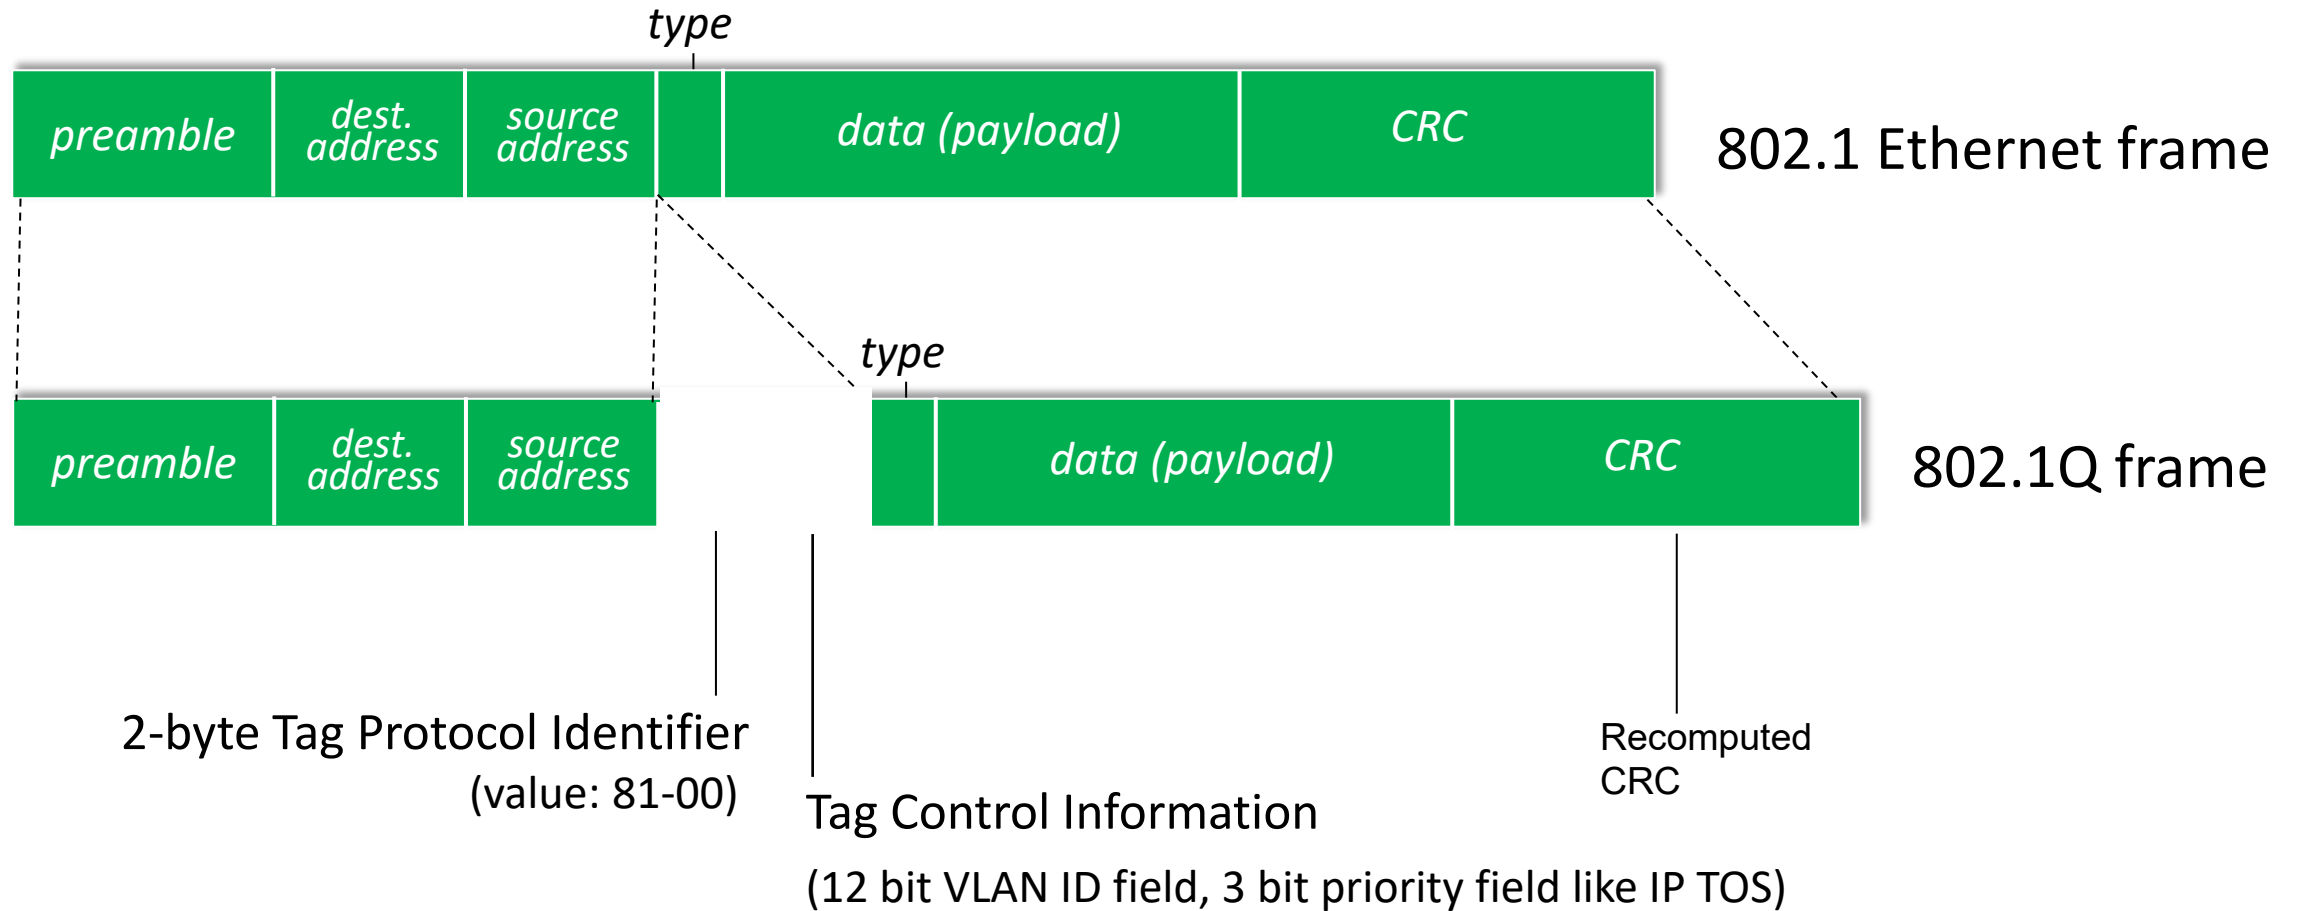 type
preamble
dest.
address
source
address
data (payload)
CRC
802.1 Ethernet frame
type
preamble
dest.
address
source
address
data (payload)
CRC
802.1Q frame
2-byte Tag Protocol Identifier
(value: 81-00)
Recomputed
CRC
Tag Control Information
(12 bit VLAN ID field, 3 bit priority field like IP TOS)